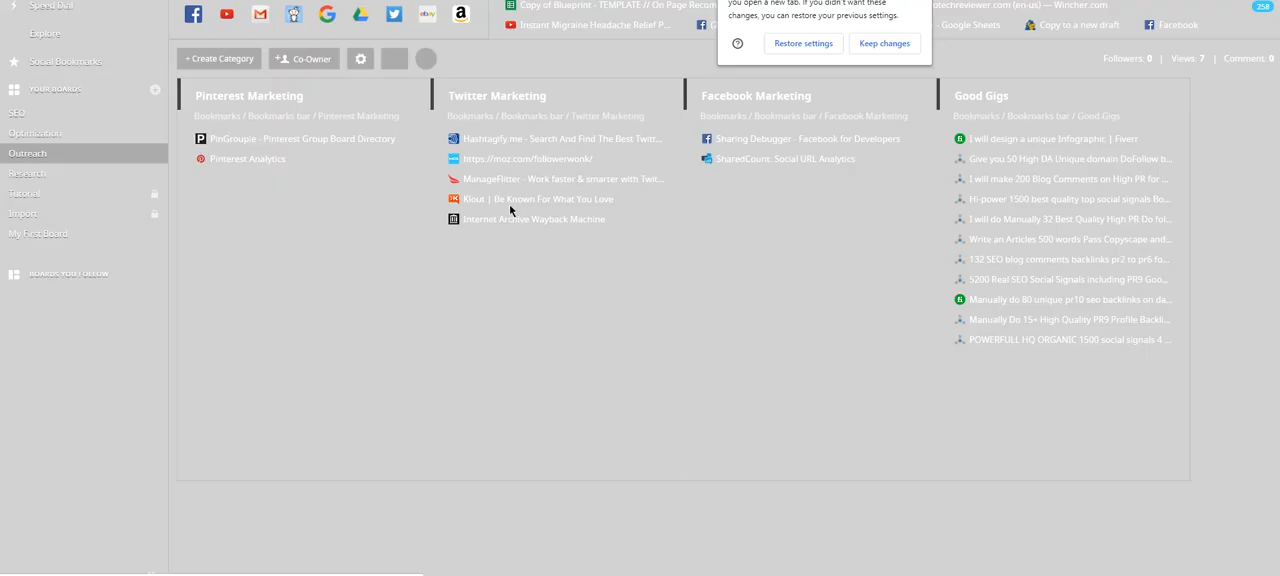 Speed Dial
Explore
Social Bookmarks
YOUR BOARDS
SEO
Optimization
Outreach
Research
Tutorial
Import
My First Board
BOARDS YOU FOLLOW
Copy of Blueprint - TEMPLATE // On Page Recom
otechreviewer.com (en-us) — Wincher.com
258
Instant Migraine Headache Relief P...
G
- Google Sheets
Copy to a new draft
Facebook
you open a new tab. If you didn't want these
changes, you can restore your previous settings.
Restore settings
Keep changes
+ Create Category
+ Co-Owner
Followers: 0 | Views: 7 | Comment: 0
Pinterest Marketing
Bookmarks / Bookmarks bar / Pinterest Marketing
PinGroupie - Pinterest Group Board Directory
Pinterest Analytics
Twitter Marketing
Bookmarks / Bookmarks bar / Twitter Marketing
Hashtagify.me - Search And Find The Best Twitt...
https://moz.com/followerwonk/
ManageFlitter - Work faster & smarter with Twit...
Klout | Be Known For What You Love
Internet Archive Wayback Machine
Facebook Marketing
Bookmarks / Bookmarks bar / Facebook Marketing
Sharing Debugger - Facebook for Developers
SharedCount: Social URL Analytics
Good Gigs
Bookmarks / Bookmarks bar / Good Gigs
I will design a unique Infographic | Fiverr
Give you 50 High DA Unique domain DoFollow b...
I will make 200 Blog Comments on High PR for ...
Hi-power 1500 best quality top social signals Bo...
I will do Manually 32 Best Quality High PR Do fol...
Write an Articles 500 words Pass Copyscape and...
132 SEO blog comments backlinks pr2 to pr6 fo...
5200 Real SEO Social Signals including PR9 Goo...
Manually do 80 unique pr10 seo backlinks on da...
Manually Do 15+ High Quality PR9 Profile Backli...
POWERFULL HQ ORGANIC 1500 social signals 4 ...